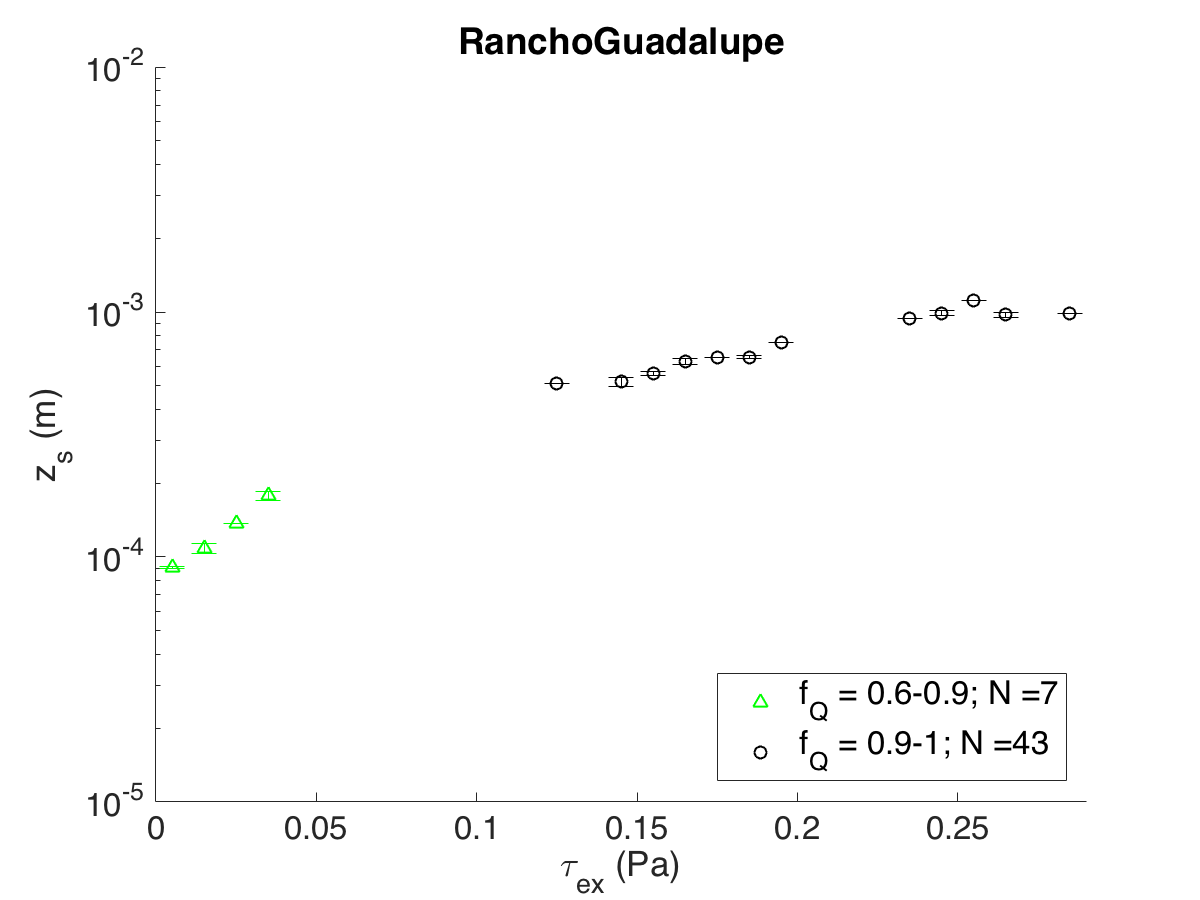 RanchoGuadalupe
10^-2
10^-3
10^-4
10^-5
z_s (m)
0 0.05 0.1 0.15 0.2 0.25
τ_ex (Pa)
f_Q = 0.6-0.9; N =7
f_Q = 0.9-1; N =43